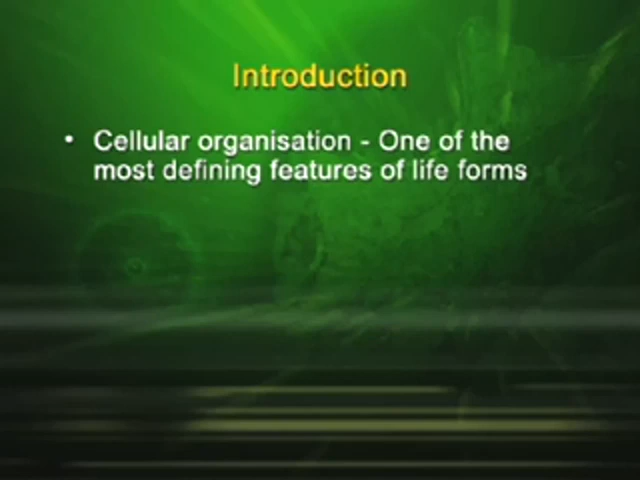 Introduction
• Cellular organisation - One of the
most defining features of life forms